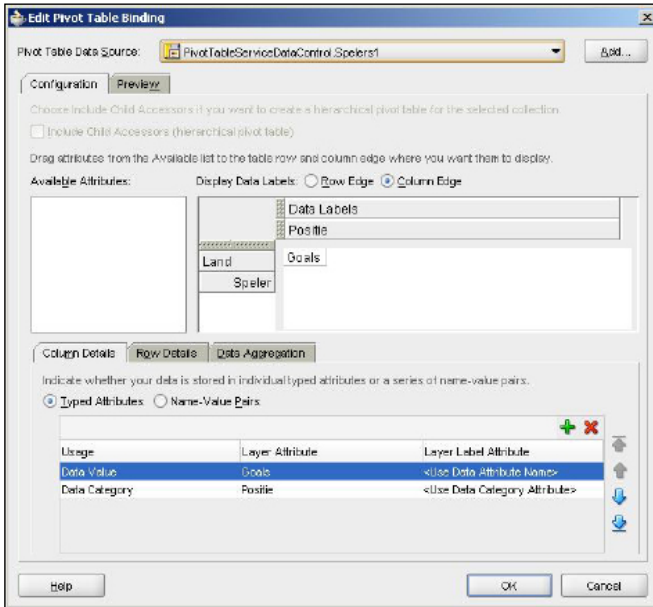 Edit Pivot Table Binding
Pivot Table Data Source: PivotTableServiceDataControl.Spelers1 Add...
Configuration Preview
Choose Include Child Accessors if you want to create a hierarchical pivot table for the selected collection.
Include Child Accessors (hierarchical pivot table)
Drag attributes from the Available list to the table row and column edge where you want them to display.
Available Attributes: Display Data Labels: Row Edge Column Edge
Data Labels
Positie
Land Goals
Speler
Column Details Row Details Data Aggregation
Indicate whether your data is stored in individual typed attributes or a series of name-value pairs.
Typed Attributes Name-Value Pairs
Usage Layer Attribute Layer Label Attribute
Data Value Goals <Use Data Attribute Name>
Data Category Positie <Use Data Category Attribute>
Help OK Cancel